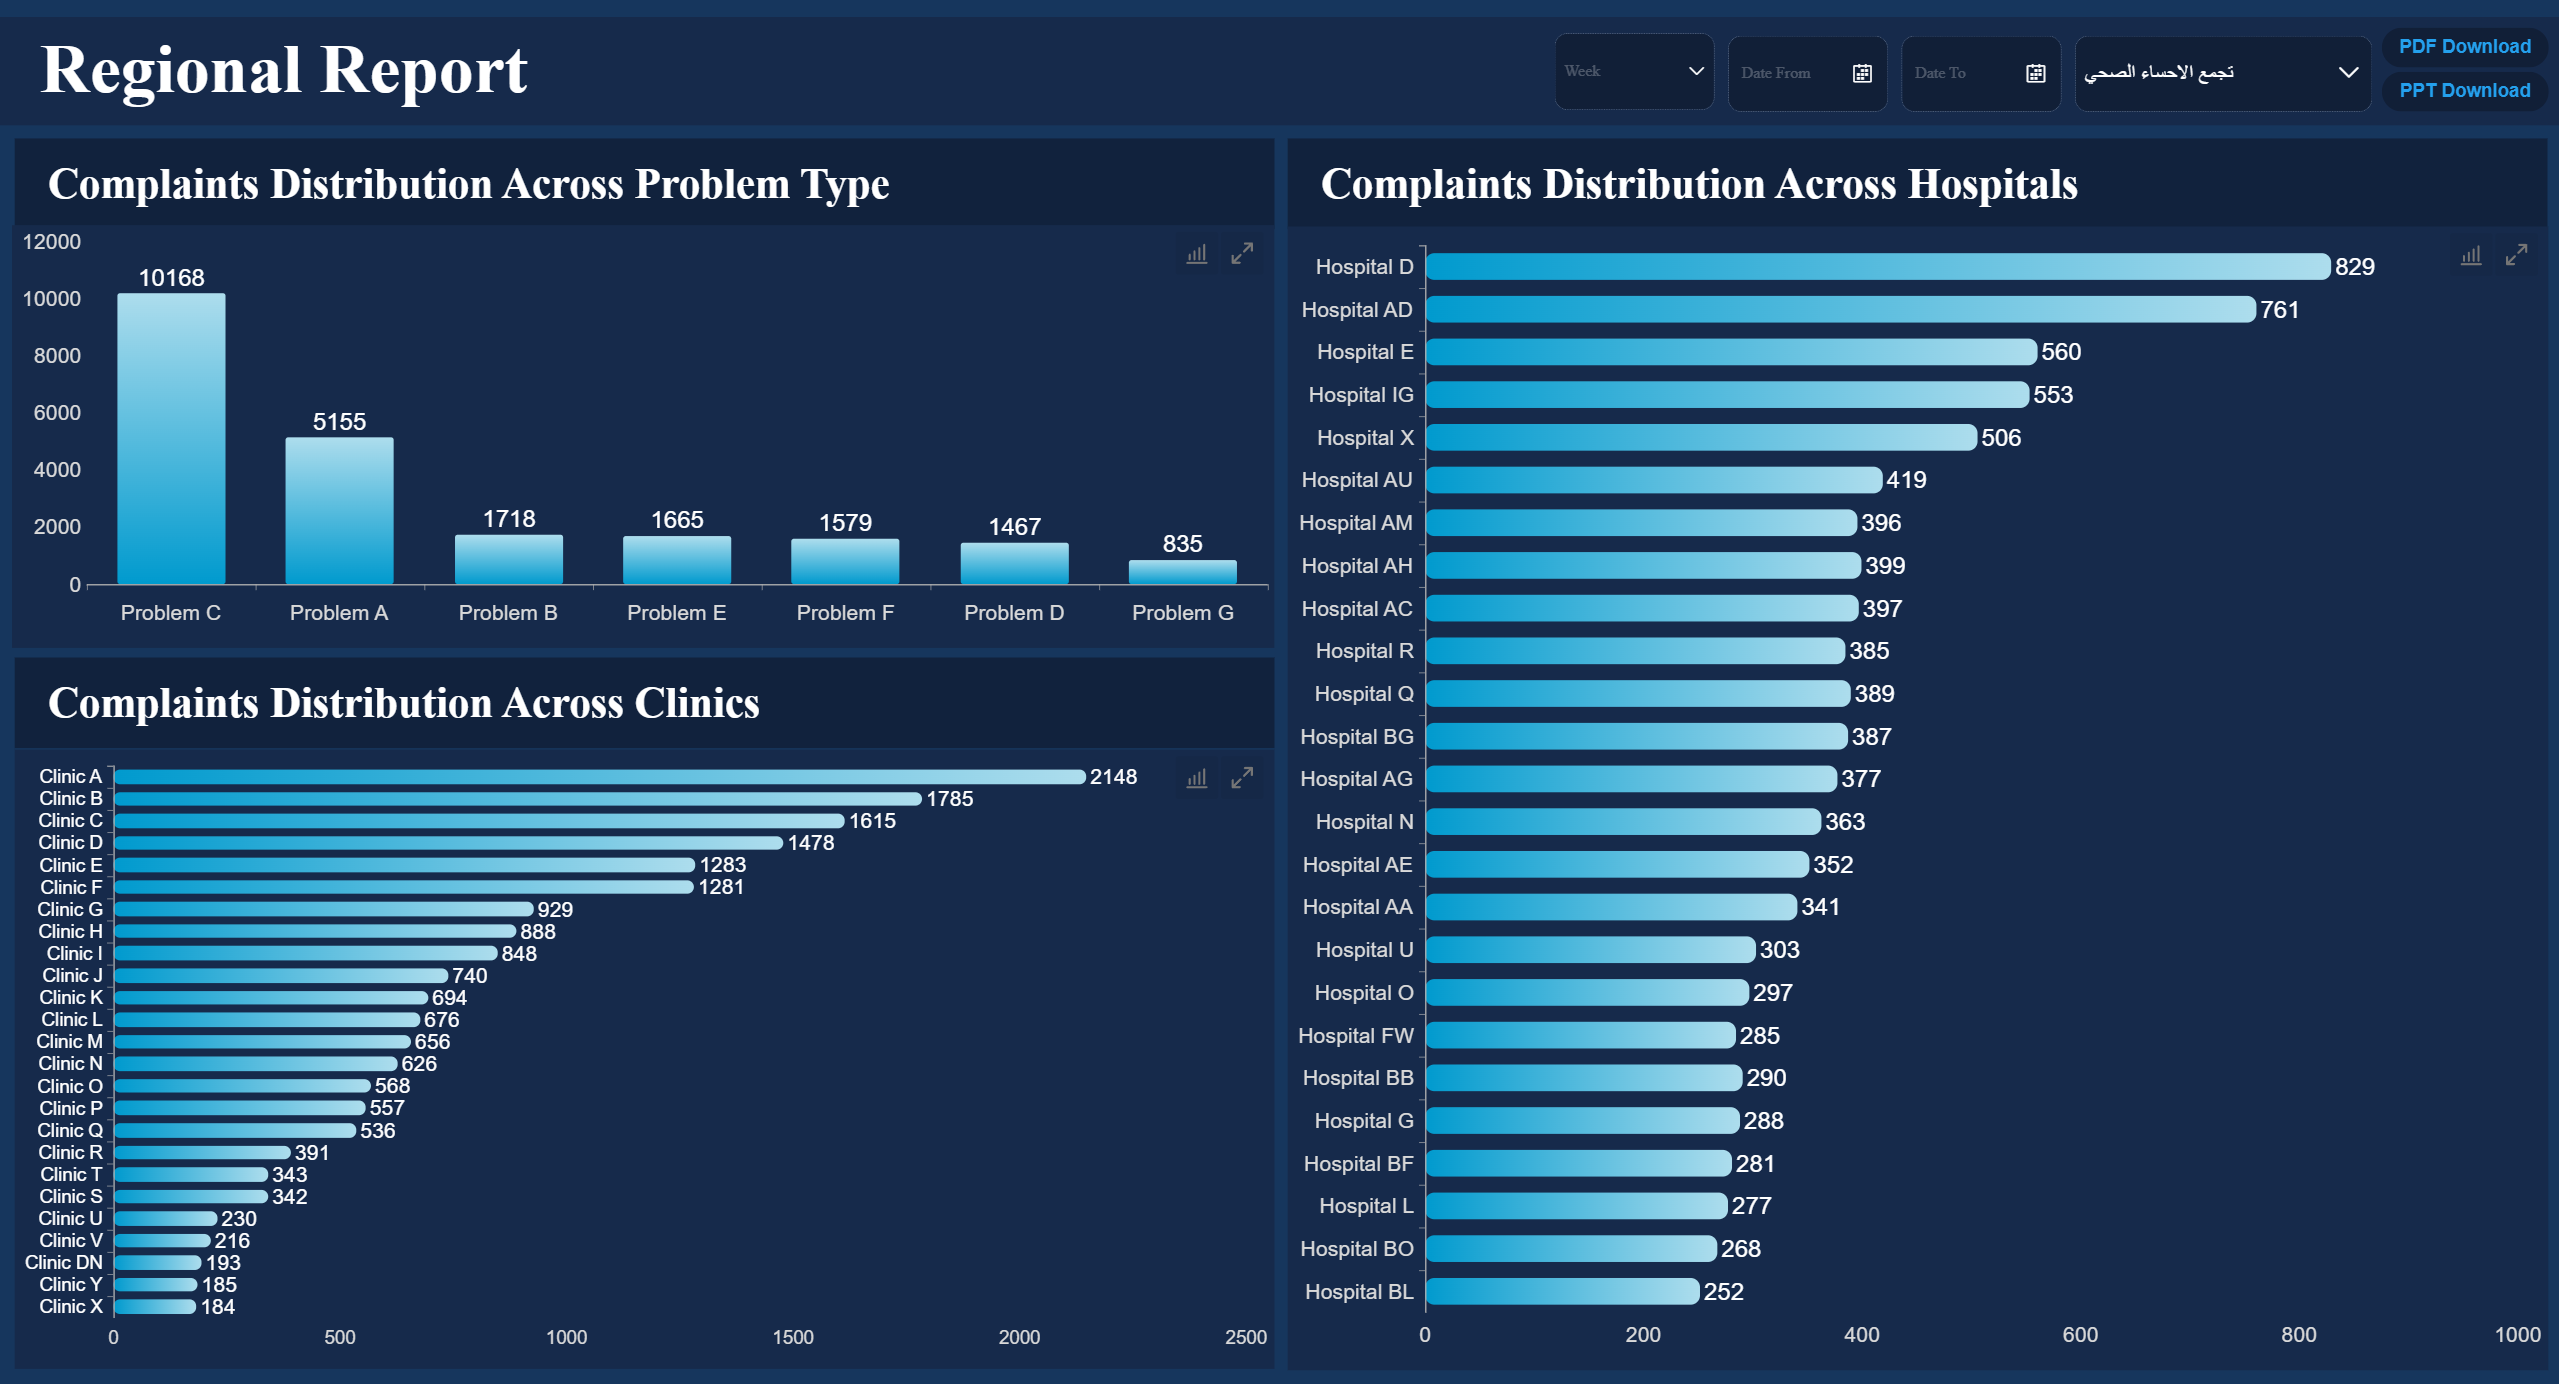 Regional Report
Week
Date From
Date To
تجمع الاحساء الصحي
PDF Download
PPT Download
Complaints Distribution Across Problem Type
12000
10000
8000
6000
4000
2000
0
10168
5155
1718
1665
1579
1467
835
Problem C
Problem A
Problem B
Problem E
Problem F
Problem D
Problem G
Complaints Distribution Across Clinics
Clinic A 2148
Clinic B 1785
Clinic C 1615
Clinic D 1478
Clinic E 1283
Clinic F 1281
Clinic G 929
Clinic H 888
Clinic I 848
Clinic J 740
Clinic K 694
Clinic L 676
Clinic M 656
Clinic N 626
Clinic O 568
Clinic P 557
Clinic Q 536
Clinic R 391
Clinic T 343
Clinic S 342
Clinic U 230
Clinic V 216
Clinic DN 193
Clinic Y 185
Clinic X 184
0 500 1000 1500 2000 2500
Complaints Distribution Across Hospitals
Hospital D 829
Hospital AD 761
Hospital E 560
Hospital IG 553
Hospital X 506
Hospital AU 419
Hospital AM 396
Hospital AH 399
Hospital AC 397
Hospital R 385
Hospital Q 389
Hospital BG 387
Hospital AG 377
Hospital N 363
Hospital AE 352
Hospital AA 341
Hospital U 303
Hospital O 297
Hospital FW 285
Hospital BB 290
Hospital G 288
Hospital BF 281
Hospital L 277
Hospital BO 268
Hospital BL 252
0 200 400 600 800 1000